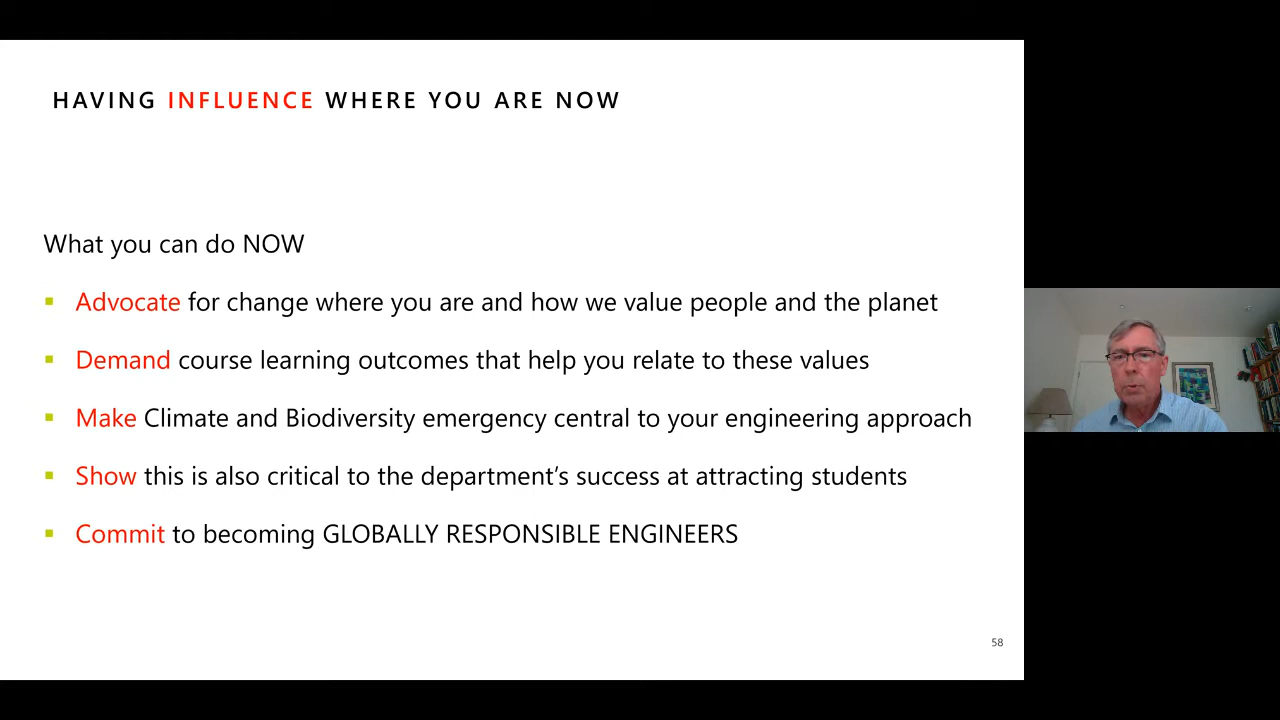 HAVING INFLUENCE WHERE YOU ARE NOW
What you can do NOW
Advocate for change where you are and how we value people and the planet
Demand course learning outcomes that help you relate to these values
Make Climate and Biodiversity emergency central to your engineering approach
Show this is also critical to the department's success at attracting students
Commit to becoming GLOBALLY RESPONSIBLE ENGINEERS
58